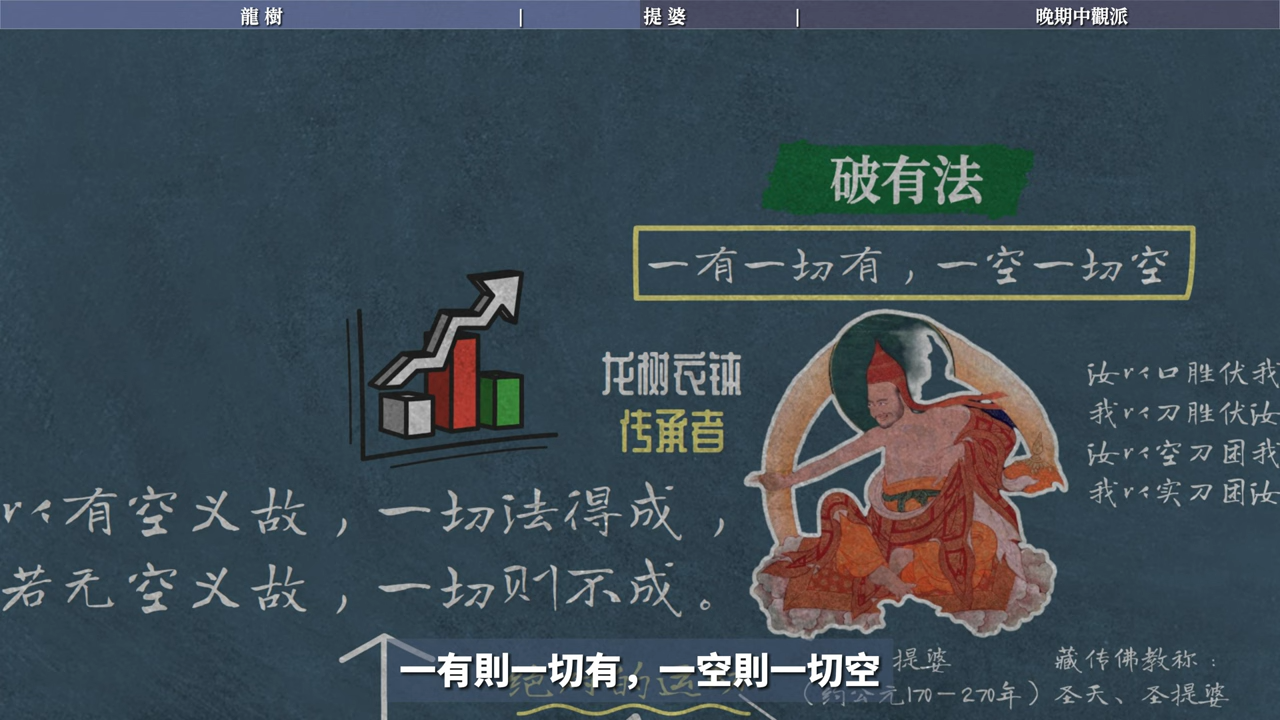 龍樹 | 提婆 | 晚期中觀派
破有法
一有一切有，一空一切空
龙树衣钵
传承者
汝以口胜伏我
我以刀胜伏汝
汝以空刀困我
我以实刀困汝
以有空义故，一切法得成，
若无空义故，一切则不成。
一有則一切有，一空則一切空
提婆
（约公元170－270年）
藏传佛教称：
圣天、圣提婆